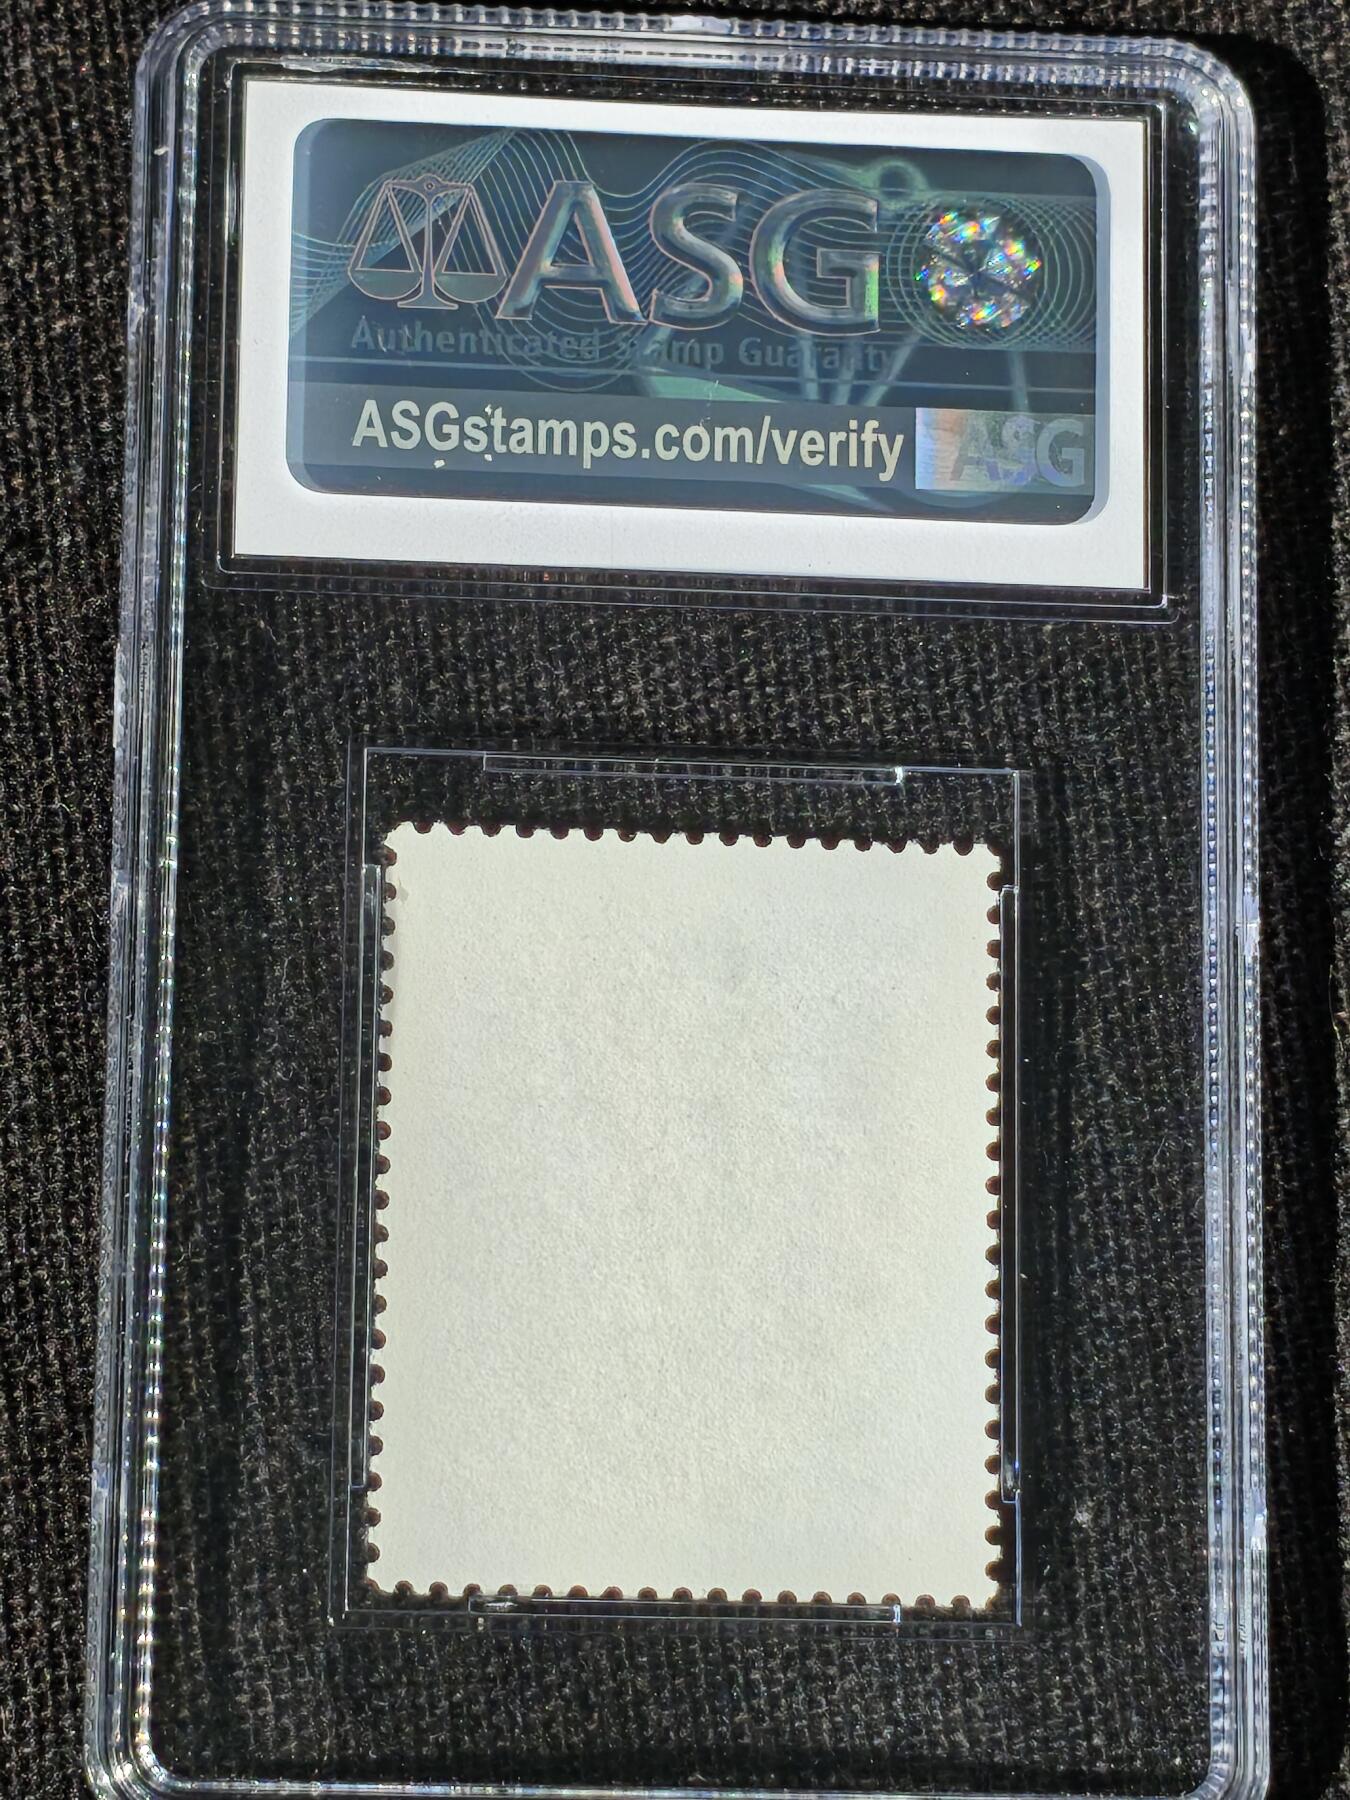 ASG
Authenticated Stamp Guaranty
ASGstamps.com/verify
ASG